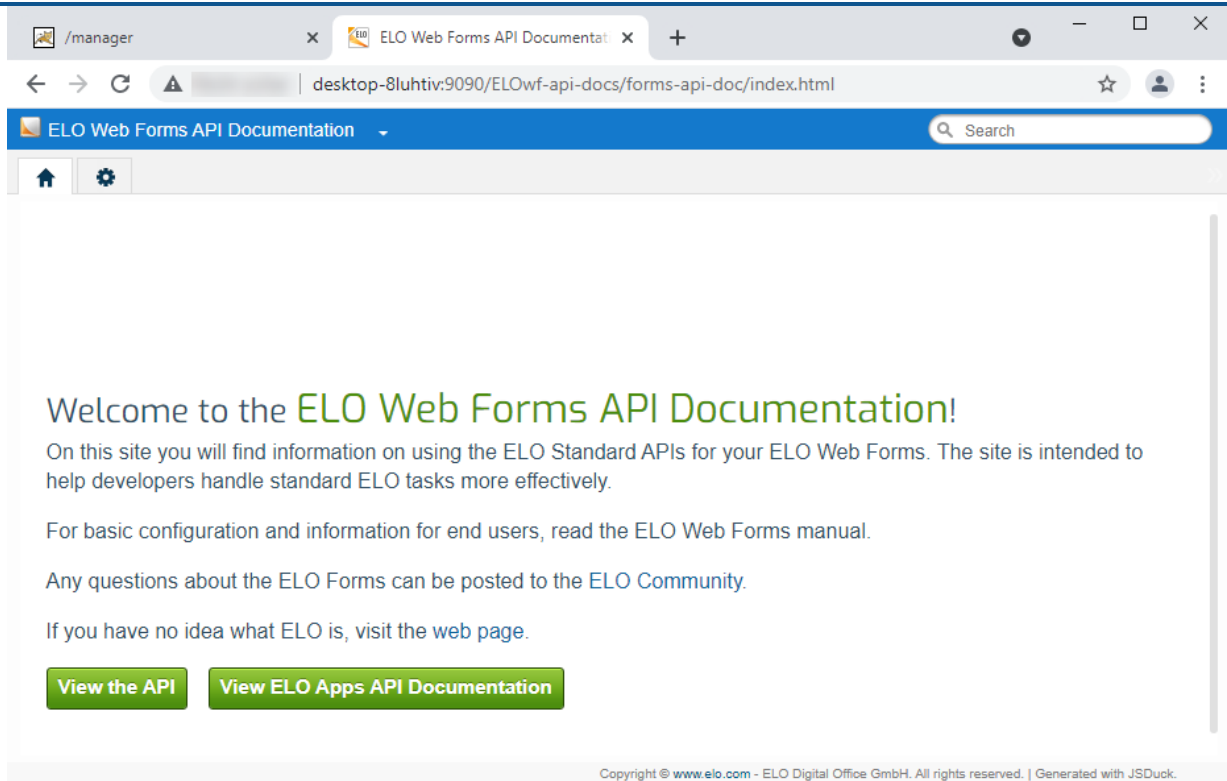 /manager
ELO Web Forms API Documentat
desktop-8luhtiv:9090/ELOwf-api-docs/forms-api-doc/index.html
ELO Web Forms API Documentation
Search
Welcome to the ELO Web Forms API Documentation!
On this site you will find information on using the ELO Standard APIs for your ELO Web Forms. The site is intended to
help developers handle standard ELO tasks more effectively.
For basic configuration and information for end users, read the ELO Web Forms manual.
Any questions about the ELO Forms can be posted to the ELO Community.
If you have no idea what ELO is, visit the web page.
View the API
View ELO Apps API Documentation
Copyright © www.elo.com - ELO Digital Office GmbH. All rights reserved. | Generated with JSDuck.